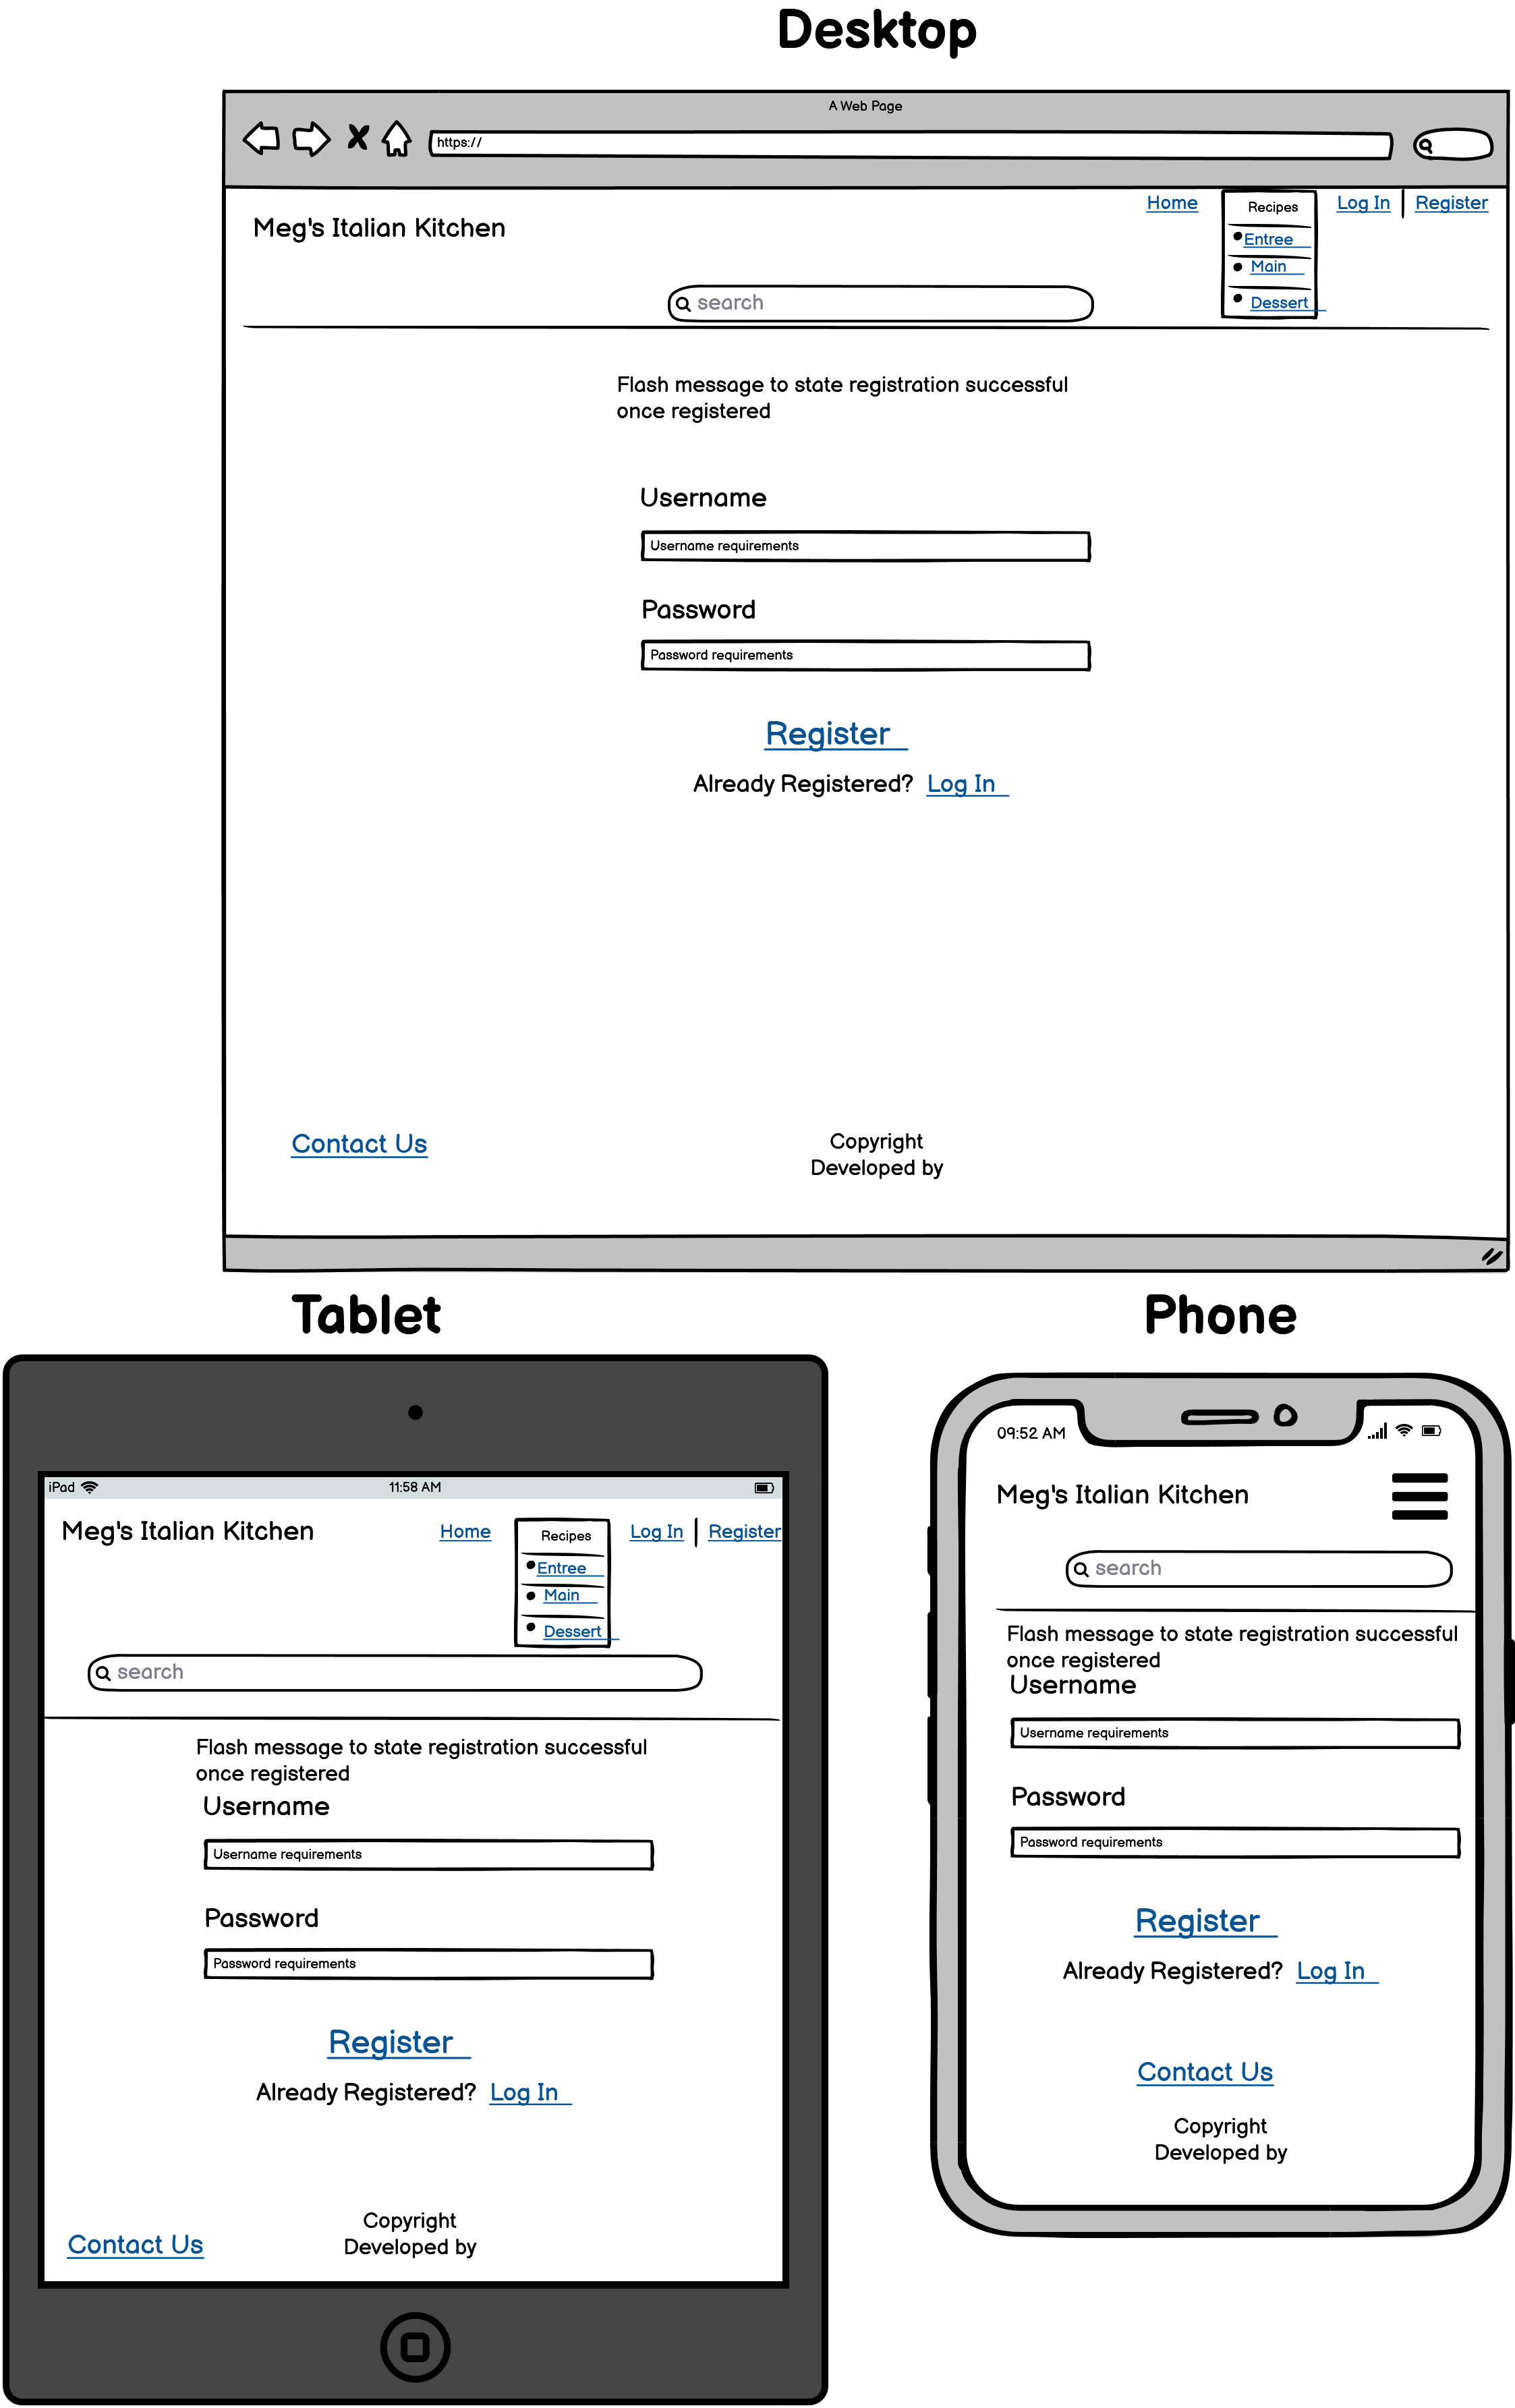 Desktop
A Web Page
https://
Home
Recipes
Log In
Register
Meg's Italian Kitchen
Entree
Main
Dessert
search
Flash message to state registration successful
once registered
Username
Username requirements
Password
Password requirements
Register
Already Registered? Log In
Contact Us
Copyright
Developed by
Tablet
iPad
11:58 AM
Meg's Italian Kitchen
Home
Recipes
Log In
Register
Entree
Main
Dessert
search
Flash message to state registration successful
once registered
Username
Username requirements
Password
Password requirements
Register
Already Registered? Log In
Copyright
Developed by
Contact Us
Phone
09:52 AM
Meg's Italian Kitchen
search
Flash message to state registration successful
once registered
Username
Username requirements
Password
Password requirements
Register
Already Registered? Log In
Contact Us
Copyright
Developed by